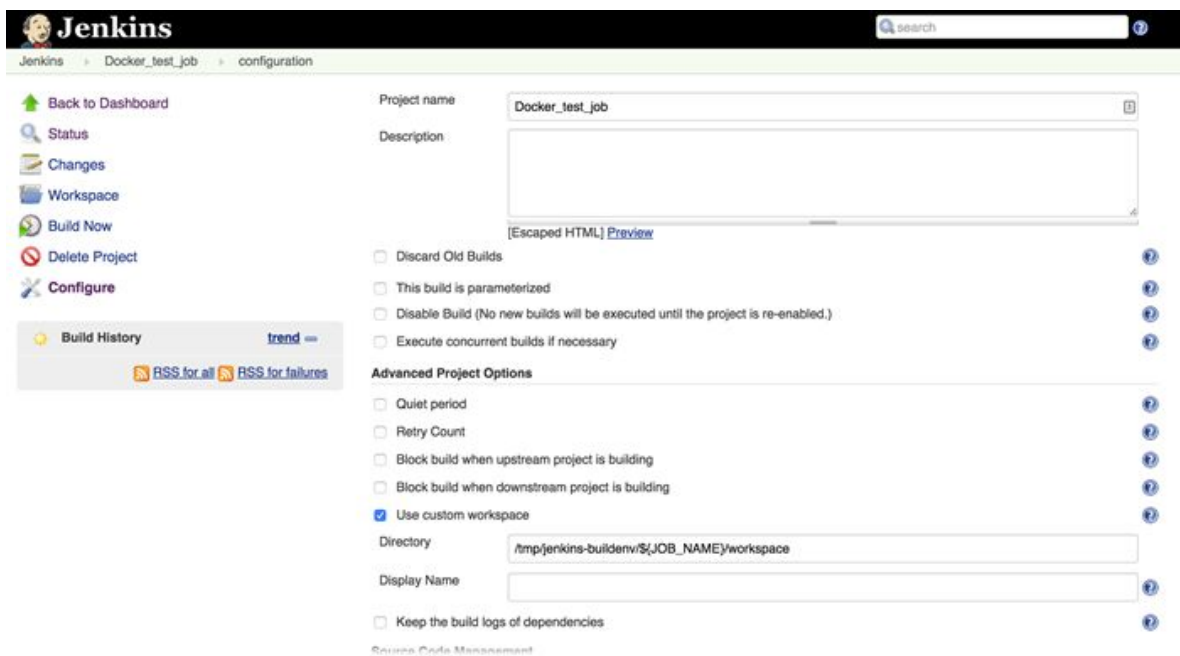 Jenkins
search
Jenkins Docker_test_job configuration
Back to Dashboard
Status
Changes
Workspace
Build Now
Delete Project
Configure
Build History trend
RSS for all RSS for failures
Project name Docker_test_job
Description
[Escaped HTML] Preview
Discard Old Builds
This build is parameterized
Disable Build (No new builds will be executed until the project is re-enabled.)
Execute concurrent builds if necessary
Advanced Project Options
Quiet period
Retry Count
Block build when upstream project is building
Block build when downstream project is building
Use custom workspace
Directory /tmp/jenkins-buildenv/${JOB_NAME}/workspace
Display Name
Keep the build logs of dependencies
Source Code Management